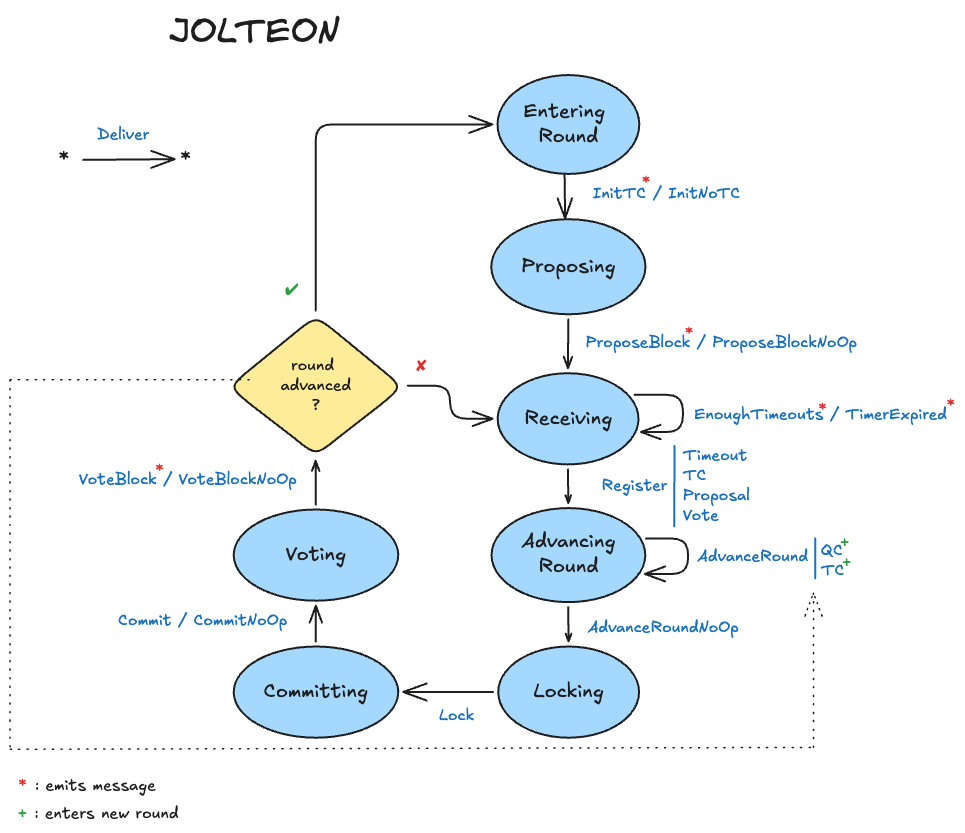 JOLTEON
Deliver
* *
Entering
Round
InitTC* / InitNoTC
Proposing
✔
ProposeBlock* / ProposeBlockNoOp
round
advanced
?
✘
Receiving
EnoughTimeouts* / TimerExpired*
Register
Timeout
TC
Proposal
Vote
VoteBlock* / VoteBlockNoOp
Voting
Advancing
Round
AdvanceRound
QC+
TC+
Commit / CommitNoOp
AdvanceRoundNoOp
Committing
Locking
Lock
* : emits message
+ : enters new round